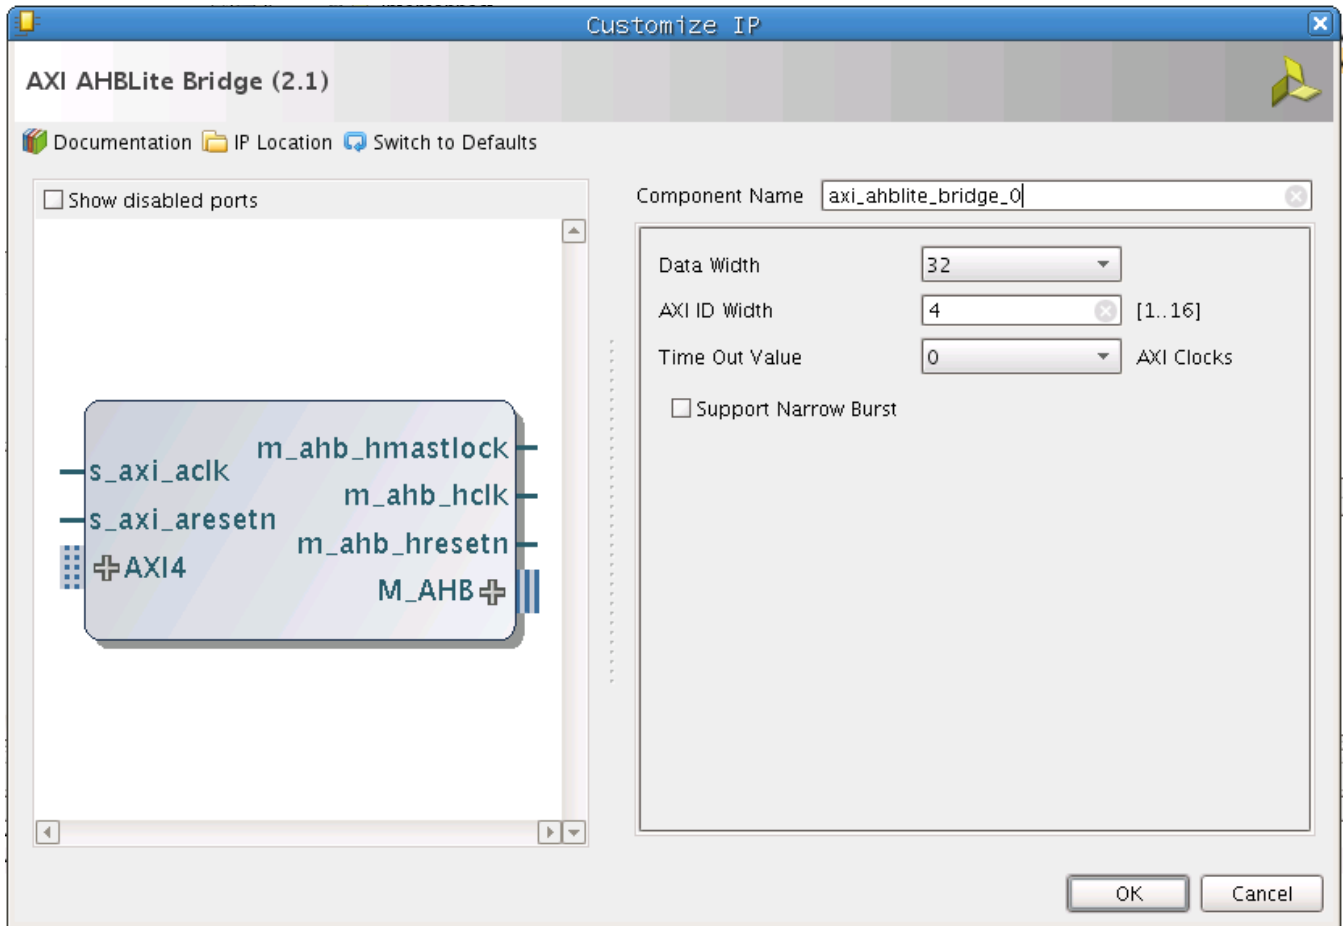 Customize IP
AXI AHBLite Bridge (2.1)
Documentation IP Location Switch to Defaults
Show disabled ports
Component Name axi_ahblite_bridge_0
Data Width 32
AXI ID Width 4 [1..16]
Time Out Value 0 AXI Clocks
Support Narrow Burst
m_ahb_hmastlock
s_axi_aclk
m_ahb_hclk
s_axi_aresetn
m_ahb_hresetn
AXI4
M_AHB
OK Cancel